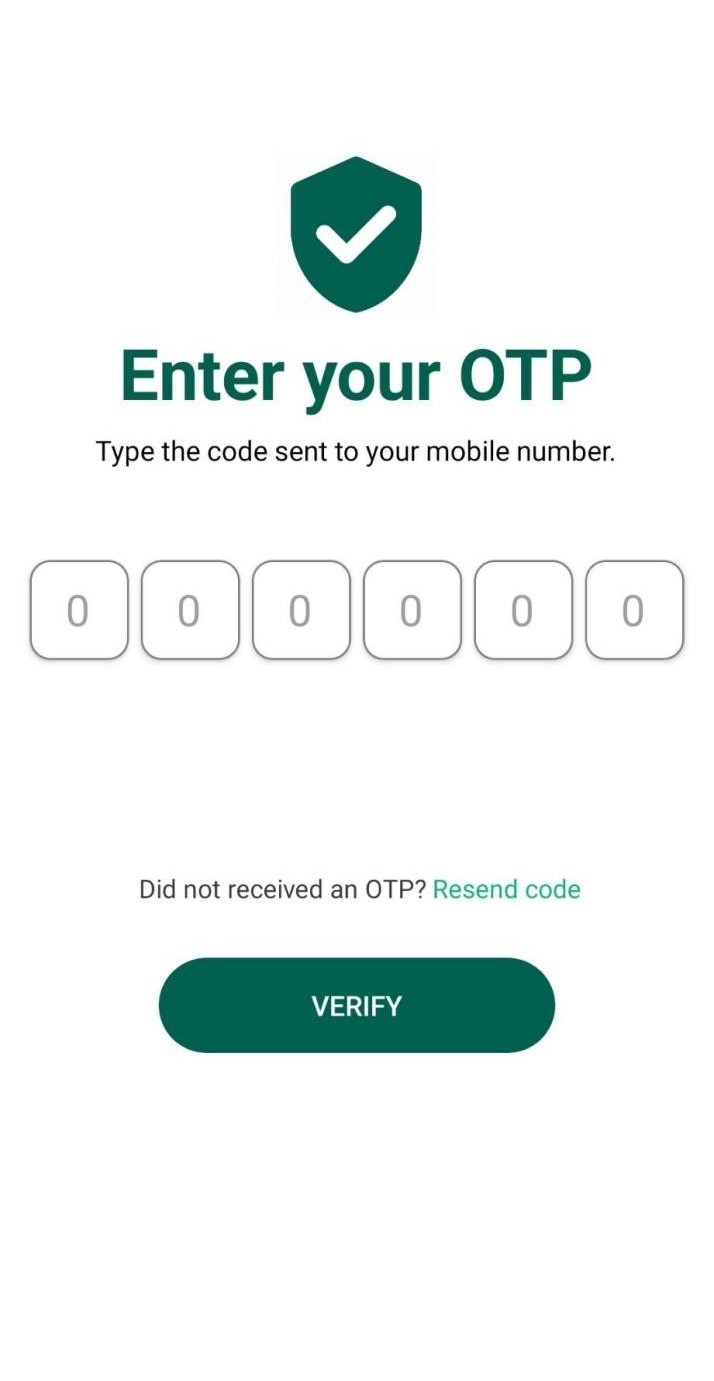 Enter your OTP
Type the code sent to your mobile number.
0 0 0 0 0 0
Did not received an OTP? Resend code
VERIFY